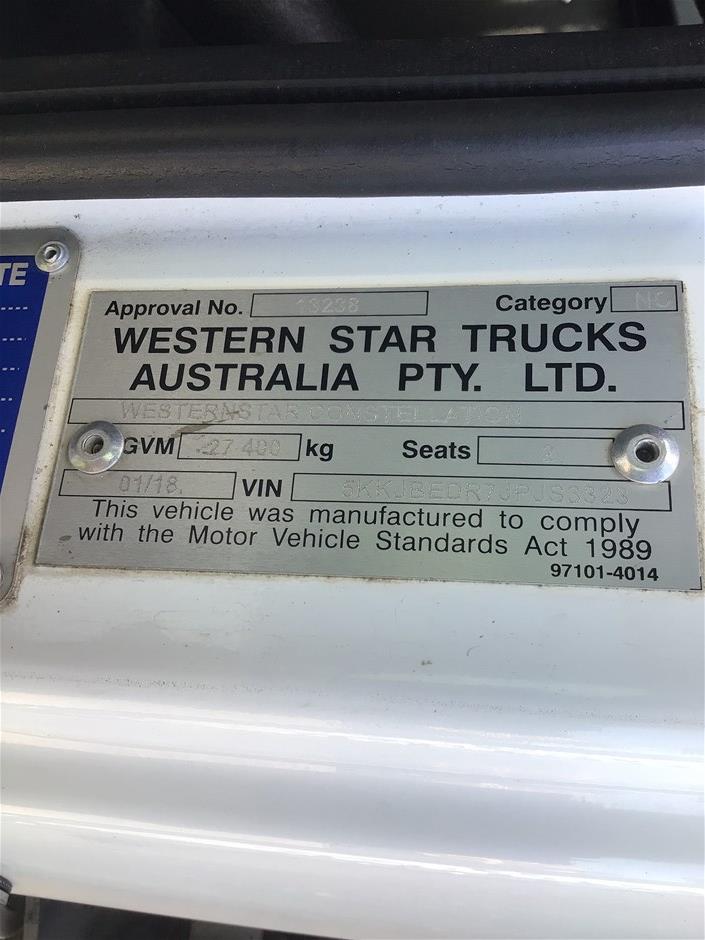 TE
Approval No. 13238 Category NC
WESTERN STAR TRUCKS
AUSTRALIA PTY. LTD.
WESTERNSTAR CONSTELLATION
GVM 27 400 kg Seats 2
01/18 VIN
This vehicle was manufactured to comply
with the Motor Vehicle Standards Act 1989
97101-4014